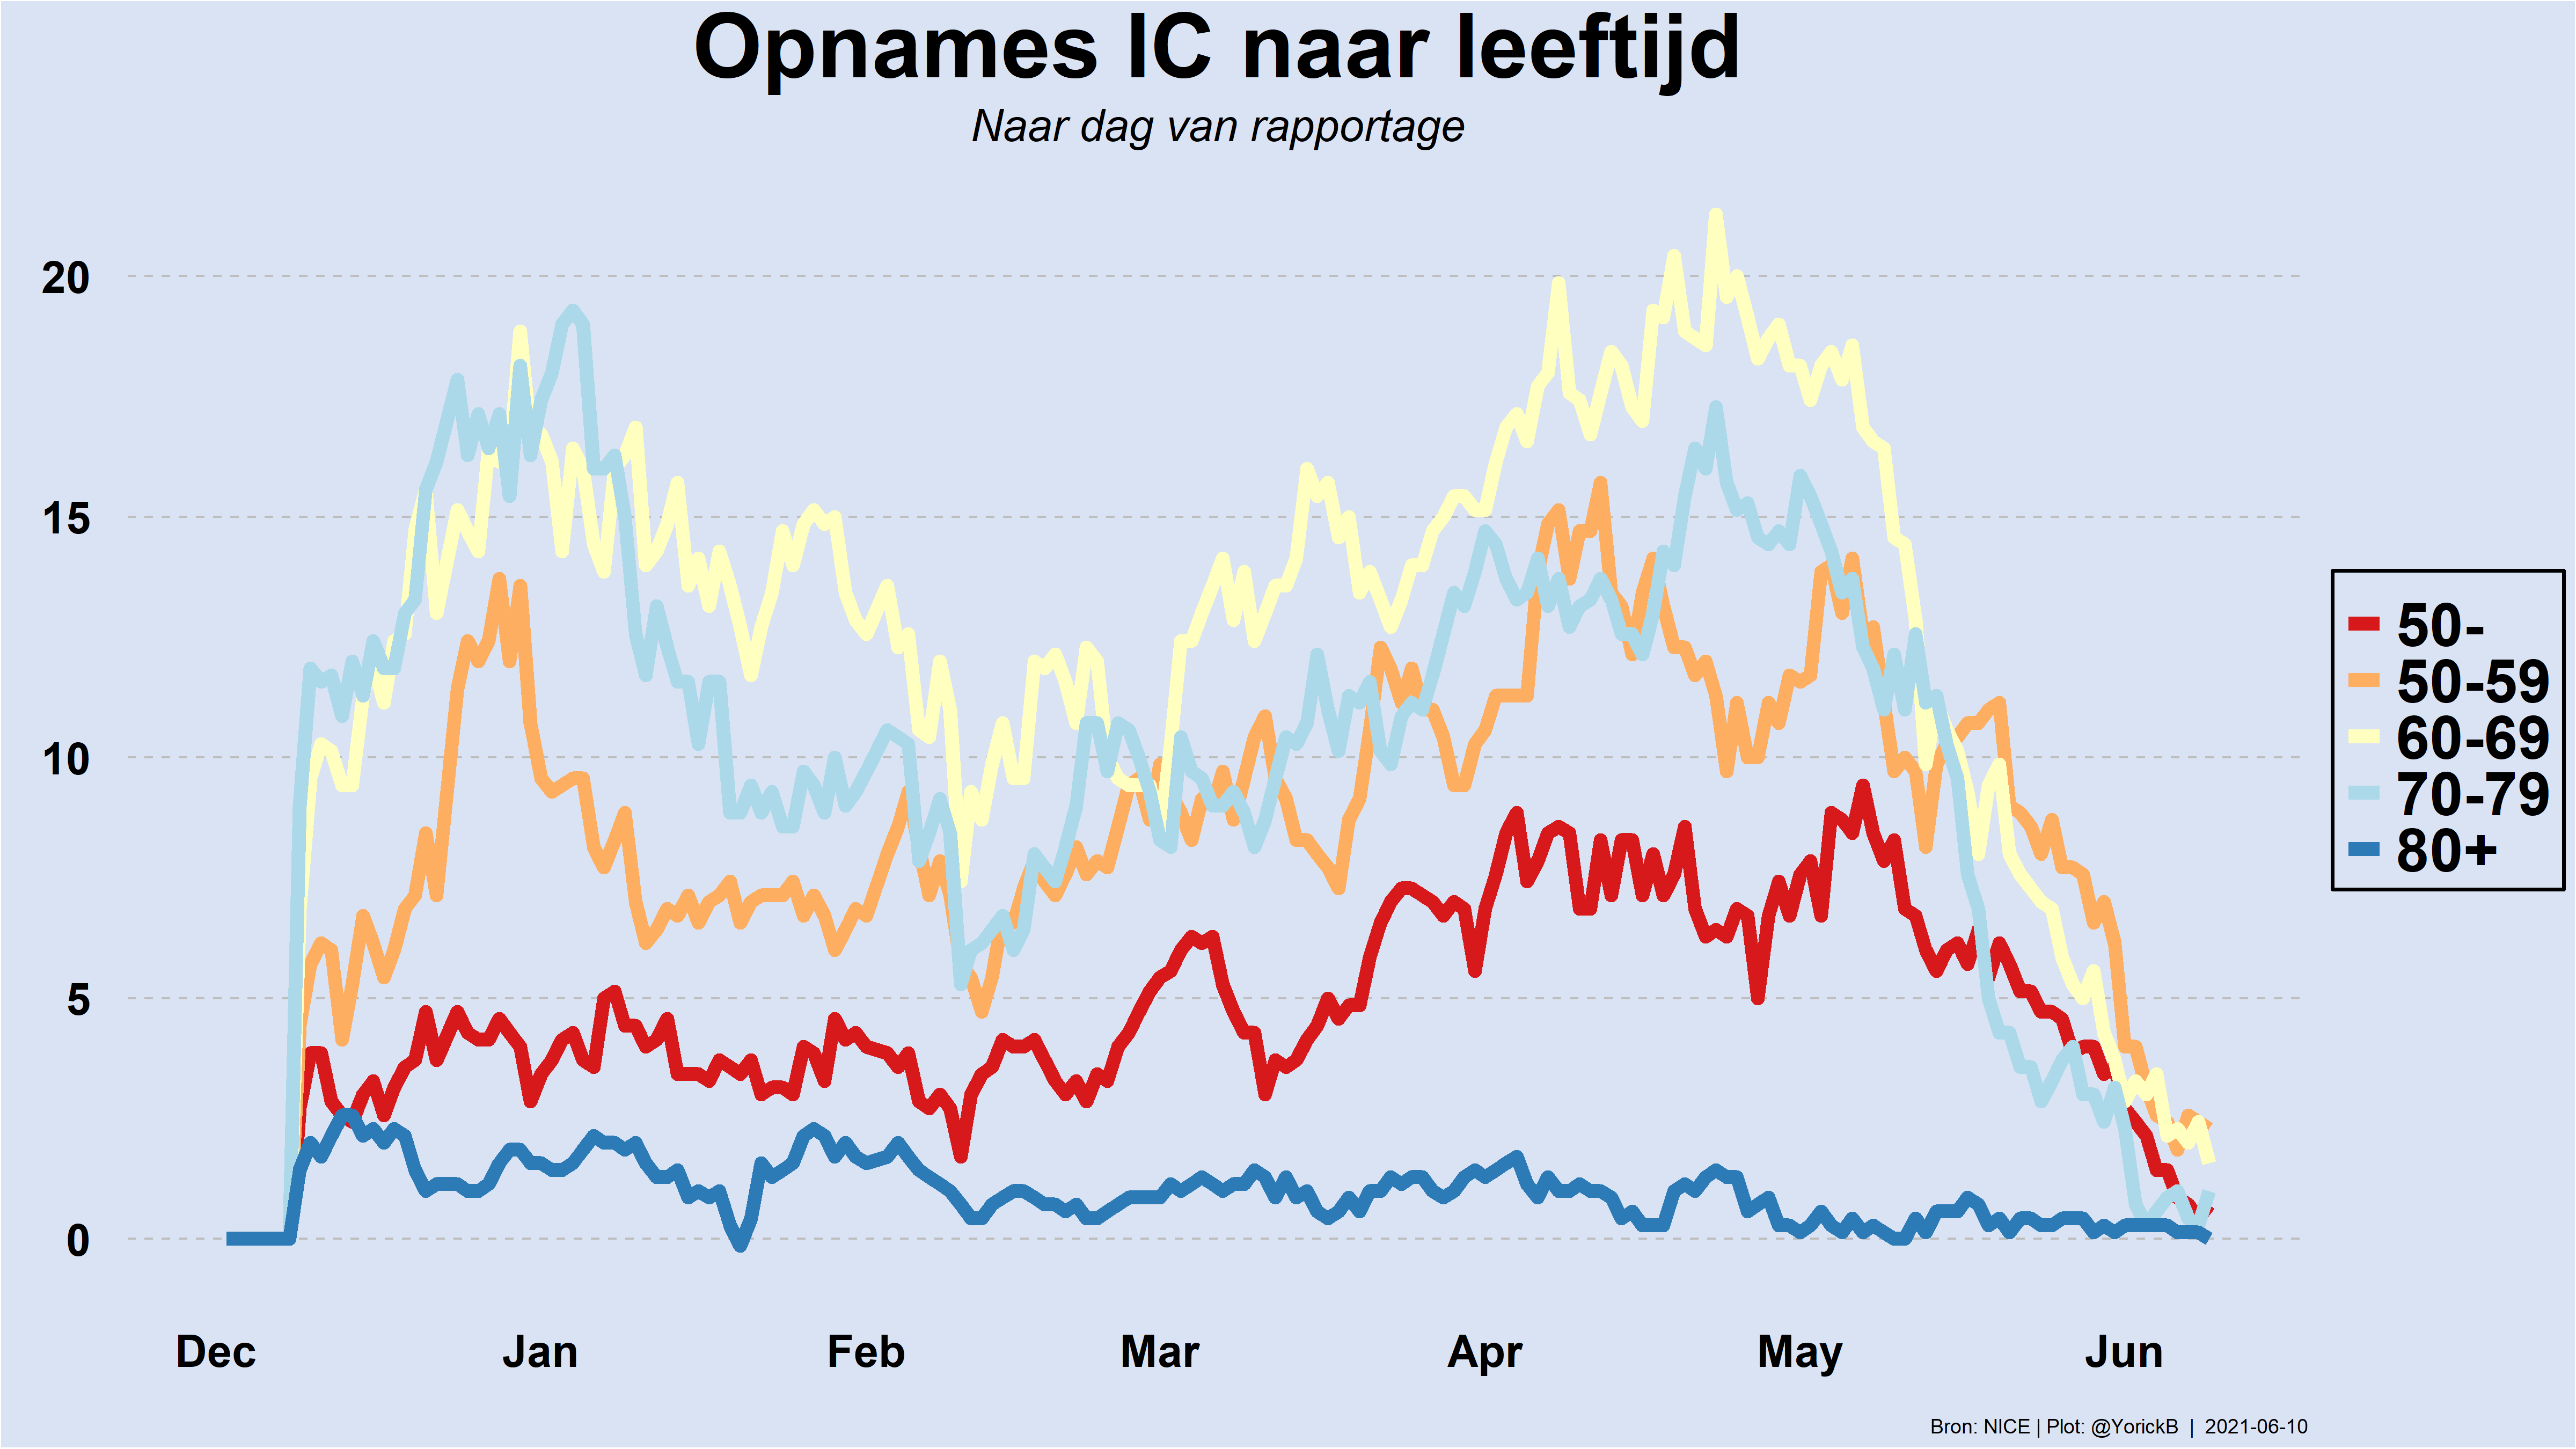 Opnames IC naar leeftijd
Naar dag van rapportage
20
15
10
5
0
50-
50-59
60-69
70-79
80+
Dec Jan Feb Mar Apr May Jun
Bron: NICE | Plot: @YorickB | 2021-06-10